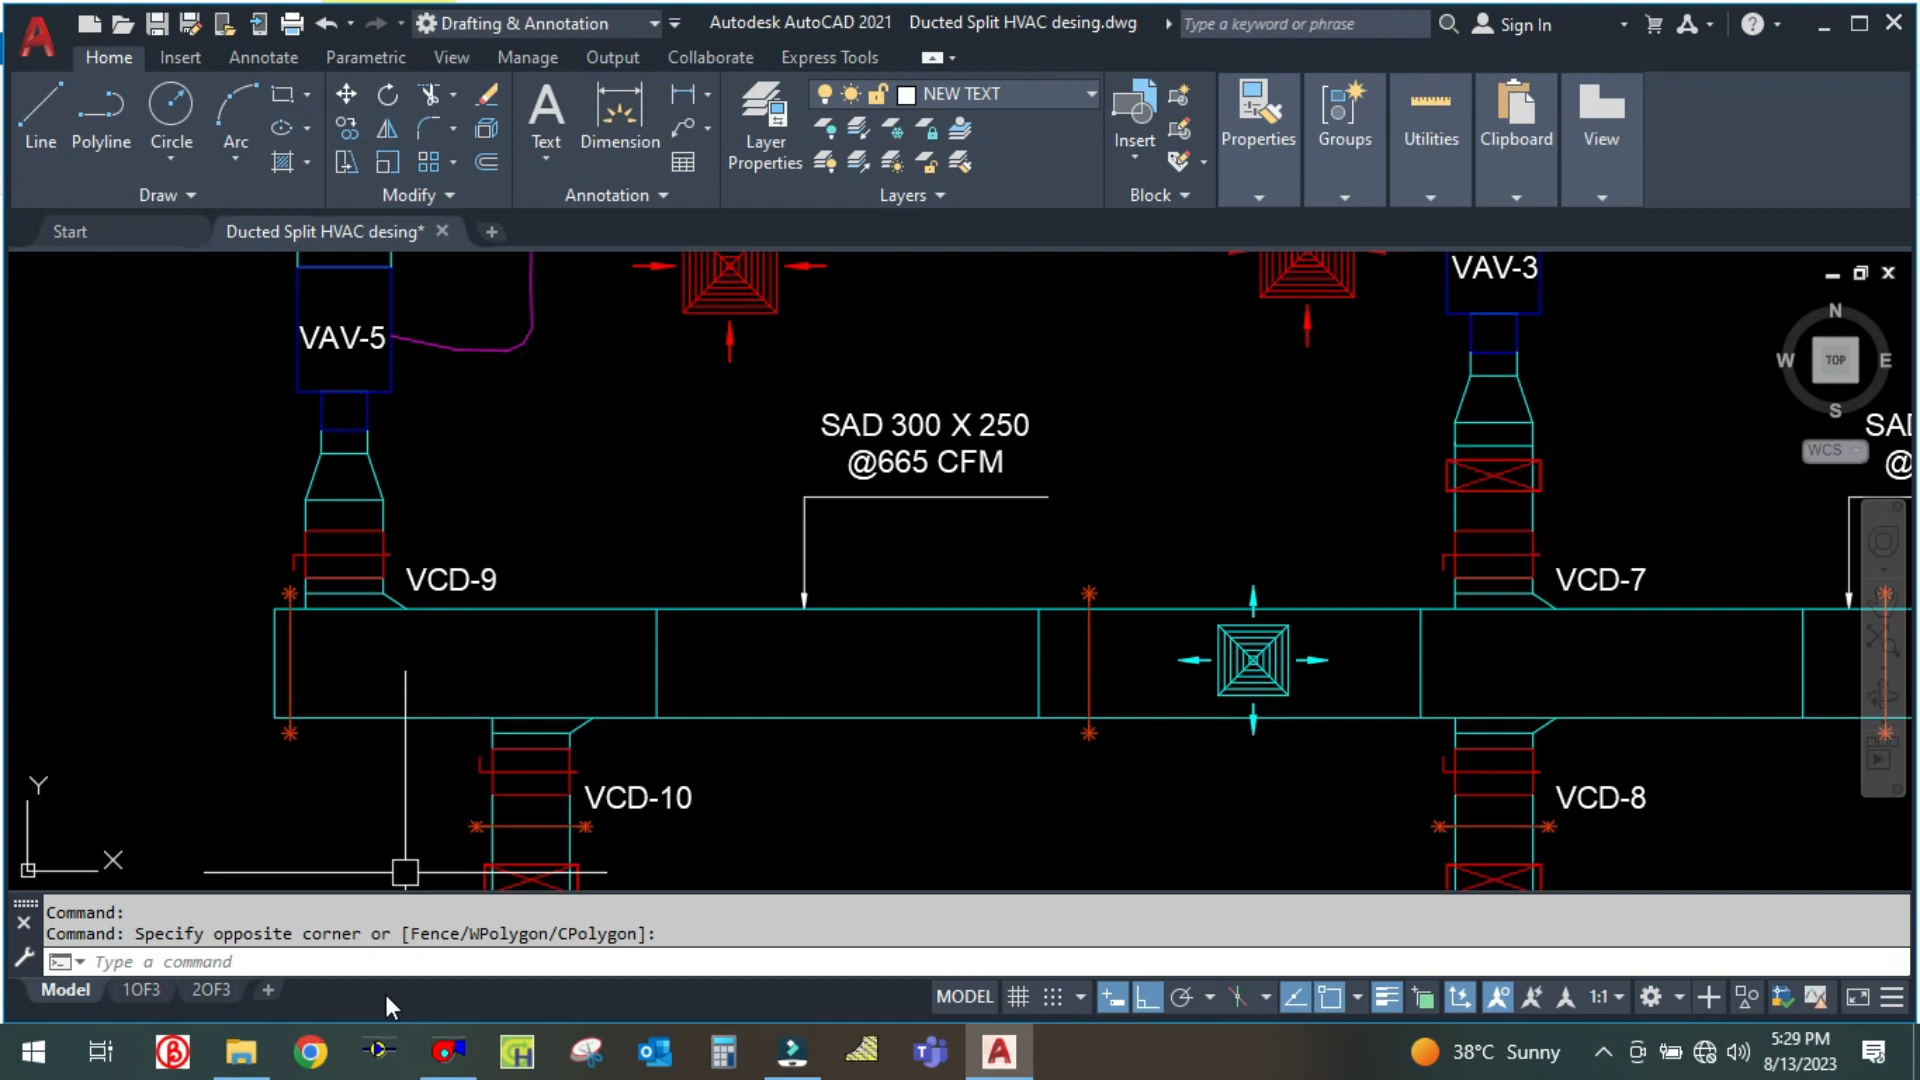 Drafting & Annotation
Autodesk AutoCAD 2021 Ducted Split HVAC desing.dwg
Type a keyword or phrase
Sign In
Home Insert Annotate Parametric View Manage Output Collaborate Express Tools
NEW TEXT
Line Polyline Circle Arc
Text Dimension
Layer Properties
Insert
Properties Groups Utilities Clipboard View
Draw Modify Annotation Layers Block
Start
Ducted Split HVAC desing*
VAV-3
VAV-5
N
W TOP E
S
WCS
SAD 300 X 250
@665 CFM
SAD
@
VCD-9
VCD-7
VCD-10
VCD-8
Y
X
Command:
Command: Specify opposite corner or [Fence/WPolygon/CPolygon]:
Type a command
Model 1OF3 2OF3
MODEL
1:1
38°C Sunny
5:29 PM
8/13/2023